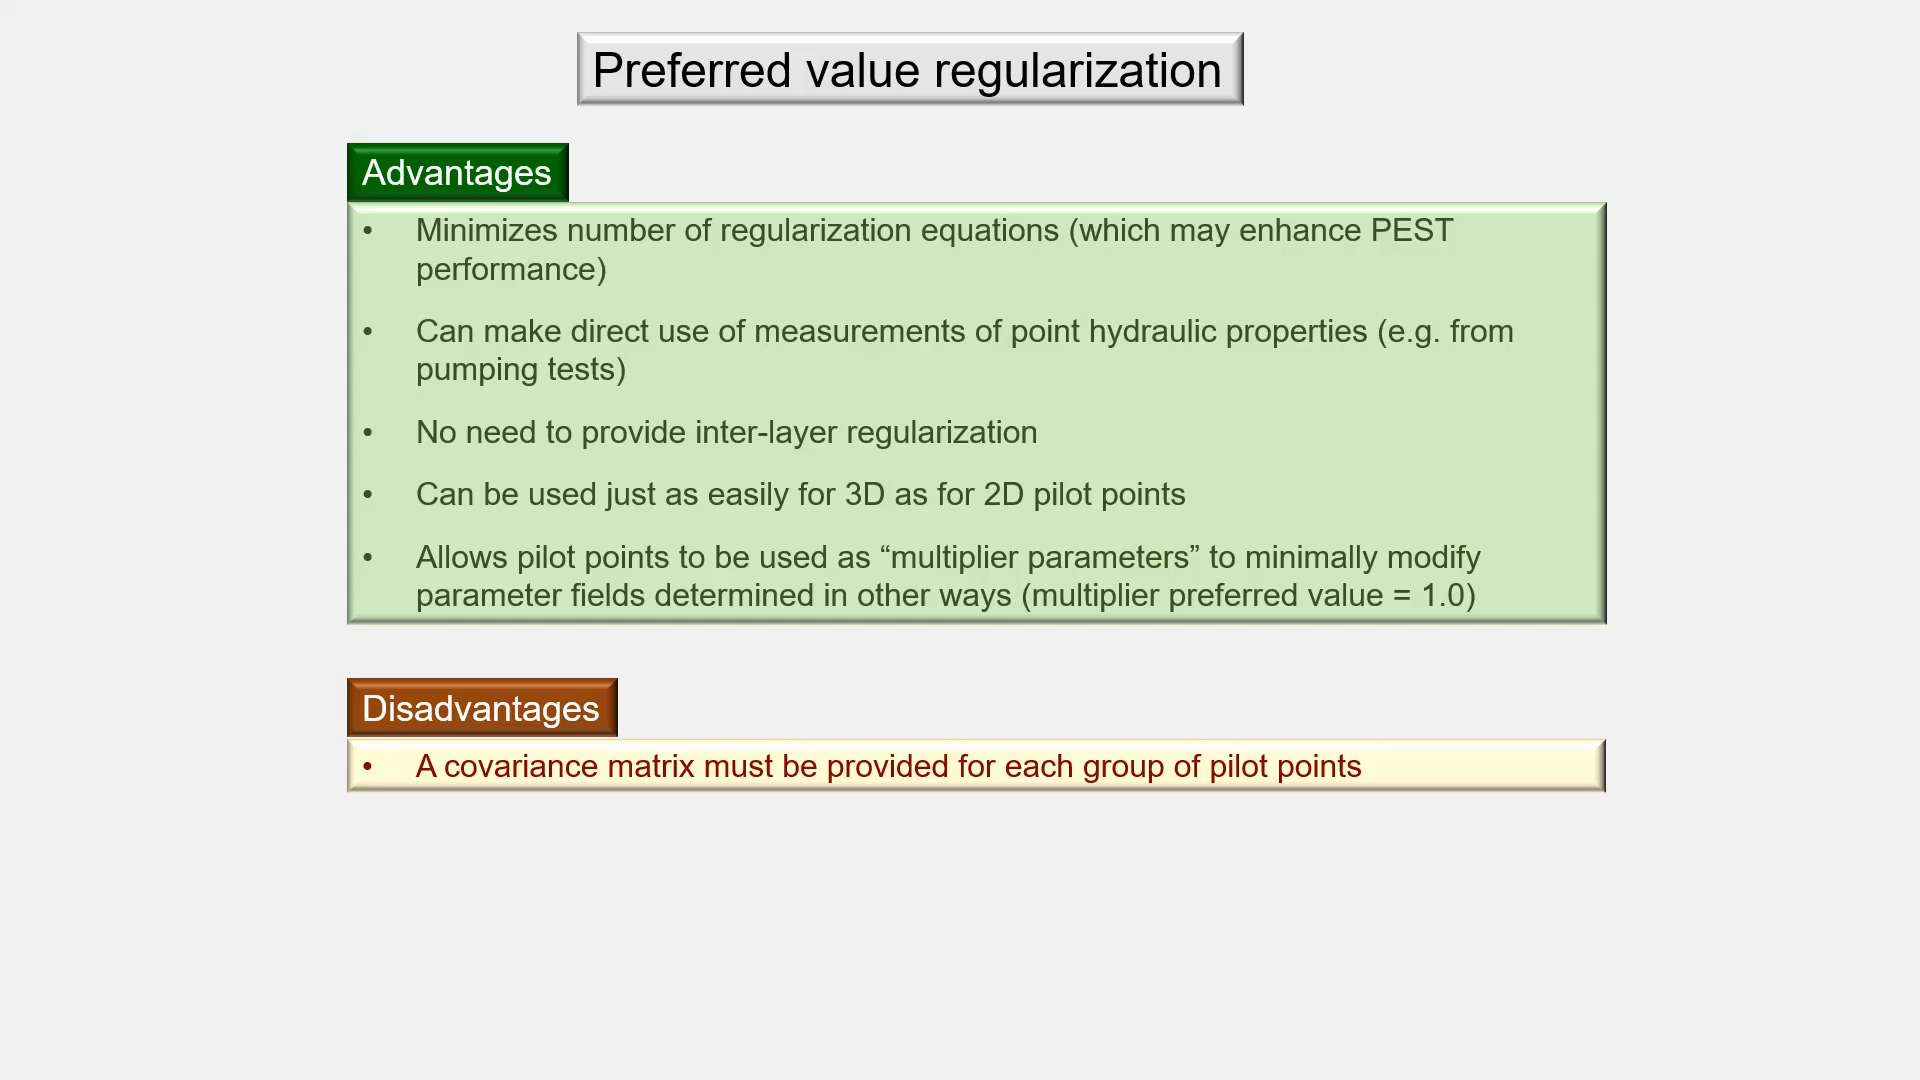 Preferred value regularization
Advantages
• Minimizes number of regularization equations (which may enhance PEST
performance)
• Can make direct use of measurements of point hydraulic properties (e.g. from
pumping tests)
• No need to provide inter-layer regularization
• Can be used just as easily for 3D as for 2D pilot points
• Allows pilot points to be used as “multiplier parameters” to minimally modify
parameter fields determined in other ways (multiplier preferred value = 1.0)
Disadvantages
• A covariance matrix must be provided for each group of pilot points